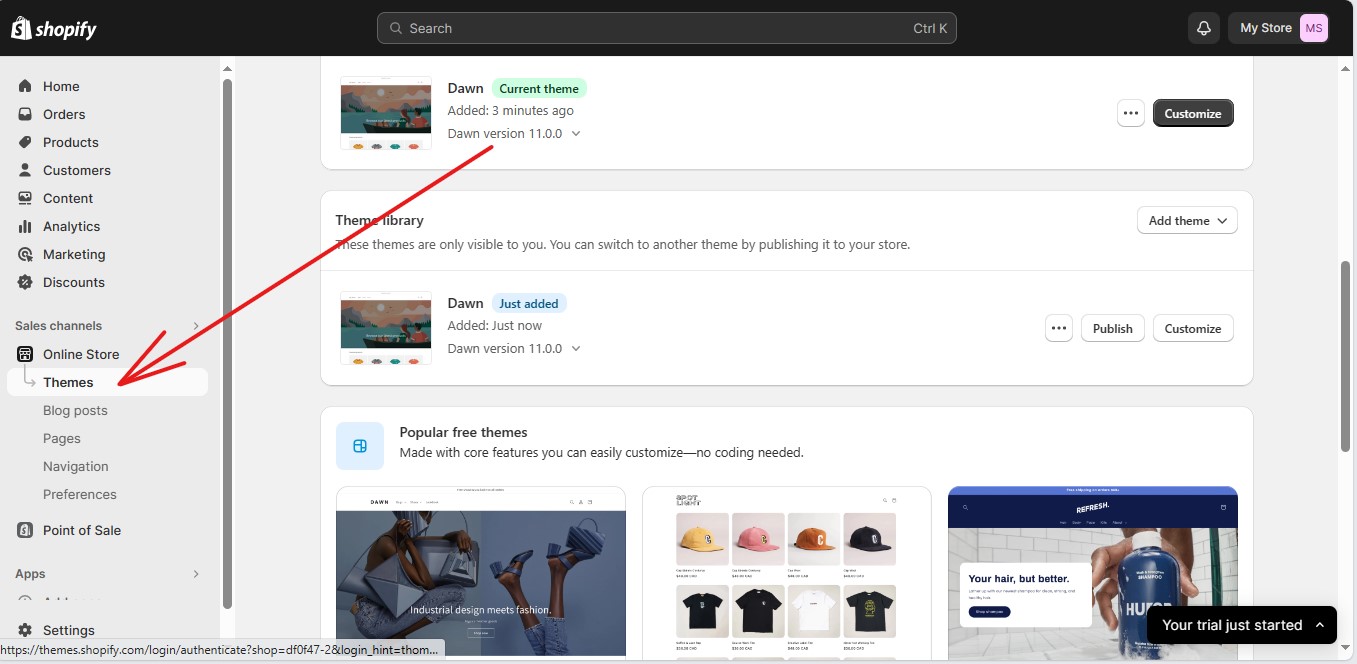 shopify
Search
Ctrl K
My Store
MS
Home
Orders
Products
Customers
Content
Analytics
Marketing
Discounts
Sales channels
Online Store
Themes
Blog posts
Pages
Navigation
Preferences
Point of Sale
Apps
Settings
https://themes.shopify.com/login/authenticate?shop=df0f47-2&login_hint=thom...
Dawn
Current theme
Added: 3 minutes ago
Dawn version 11.0.0
Customize
Theme library
Add theme
These themes are only visible to you. You can switch to another theme by publishing it to your store.
Dawn
Just added
Added: Just now
Dawn version 11.0.0
Publish
Customize
Popular free themes
Made with core features you can easily customize—no coding needed.
DAWN
Industrial design meets fashion.
SPOT
LIGHT
REFRESH.
Your hair, but better.
Shop shampoo
SHAMPOO
Your trial just started